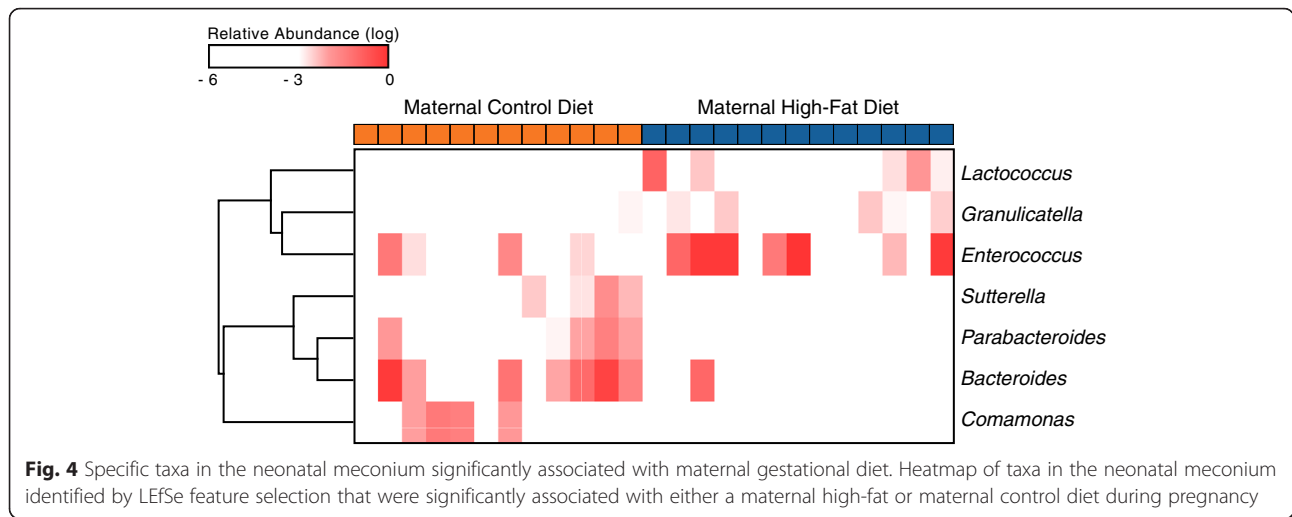 Relative Abundance (log)
- 6
- 3
0
Maternal Control Diet
Maternal High-Fat Diet
Lactococcus
Granulicatella
Enterococcus
Sutterella
Parabacteroides
Bacteroides
Comamonas
Fig. 4 Specific taxa in the neonatal meconium significantly associated with maternal gestational diet. Heatmap of taxa in the neonatal meconium
identified by LEfSe feature selection that were significantly associated with either a maternal high-fat or maternal control diet during pregnancy